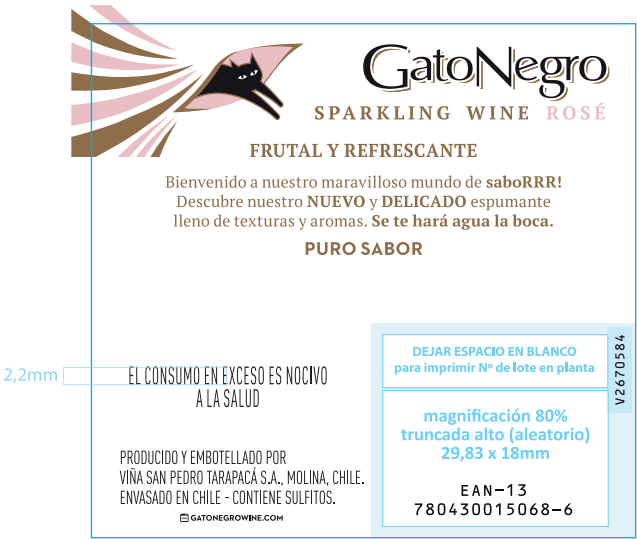 GatoNegro
SPARKLING WINE ROSÉ
FRUTAL Y REFRESCANTE
Bienvenido a nuestro maravilloso mundo de saboRRR!
Descubre nuestro NUEVO y DELICADO espumante
lleno de texturas y aromas. Se te hará agua la boca.
PURO SABOR
2,2mm
EL CONSUMO EN EXCESO ES NOCIVO
A LA SALUD
PRODUCIDO Y EMBOTELLADO POR
VIÑA SAN PEDRO TARAPACÁ S.A., MOLINA, CHILE.
ENVASADO EN CHILE - CONTIENE SULFITOS.
GATONEGROWINE.COM
DEJAR ESPACIO EN BLANCO
para imprimir Nº de lote en planta
V2670584
magnificación 80%
truncada alto (aleatorio)
29,83 x 18mm
EAN-13
780430015068-6